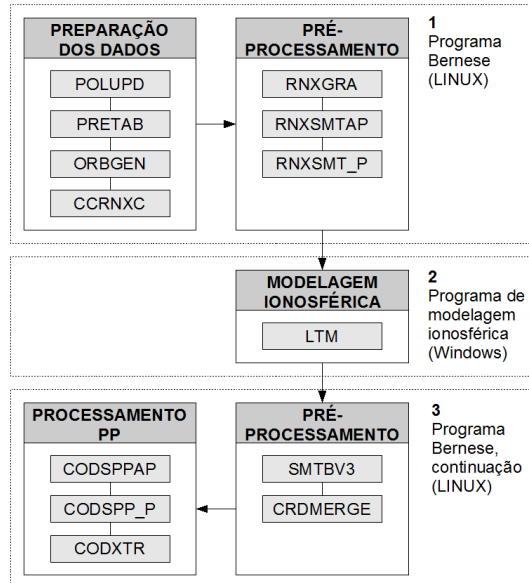 PREPARAÇÃO
DOS DADOS
POLUPD
PRETAB
ORBGEN
CCRNXC
PRÉ-
PROCESSAMENTO
RNXGRA
RNXSMTAP
RNXSMT_P
1
Programa
Bernese
(LINUX)
MODELAGEM
IONOSFÉRICA
LTM
2
Programa de
modelagem
ionosférica
(Windows)
PROCESSAMENTO
PP
CODSPPAP
CODSPP_P
CODXTR
PRÉ-
PROCESSAMENTO
SMTBV3
CRDMERGE
3
Programa
Bernese,
continuação
(LINUX)